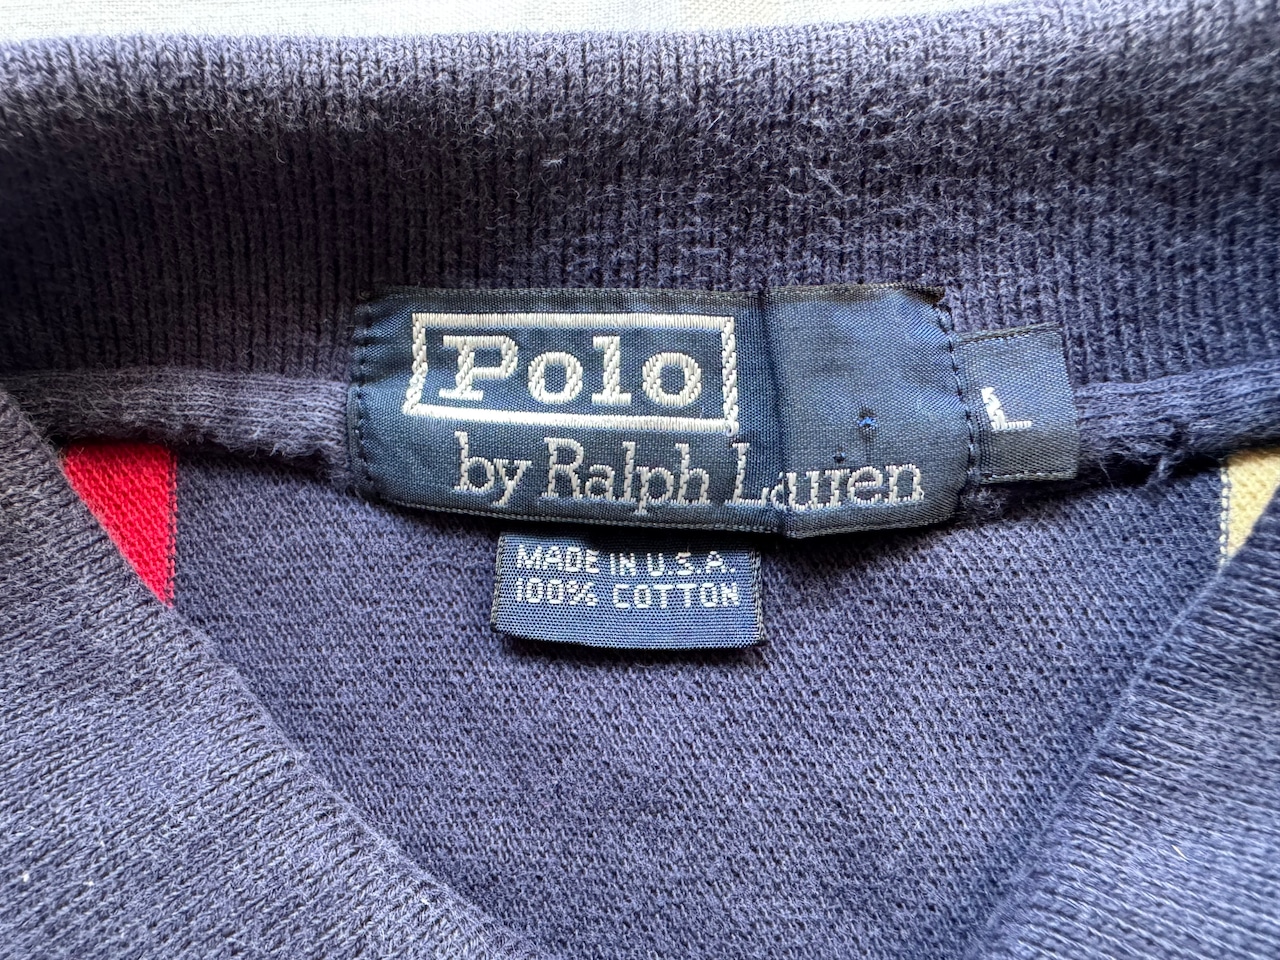 Polo
by Ralph Lauren
L
MADE IN U.S.A.
100% COTTON